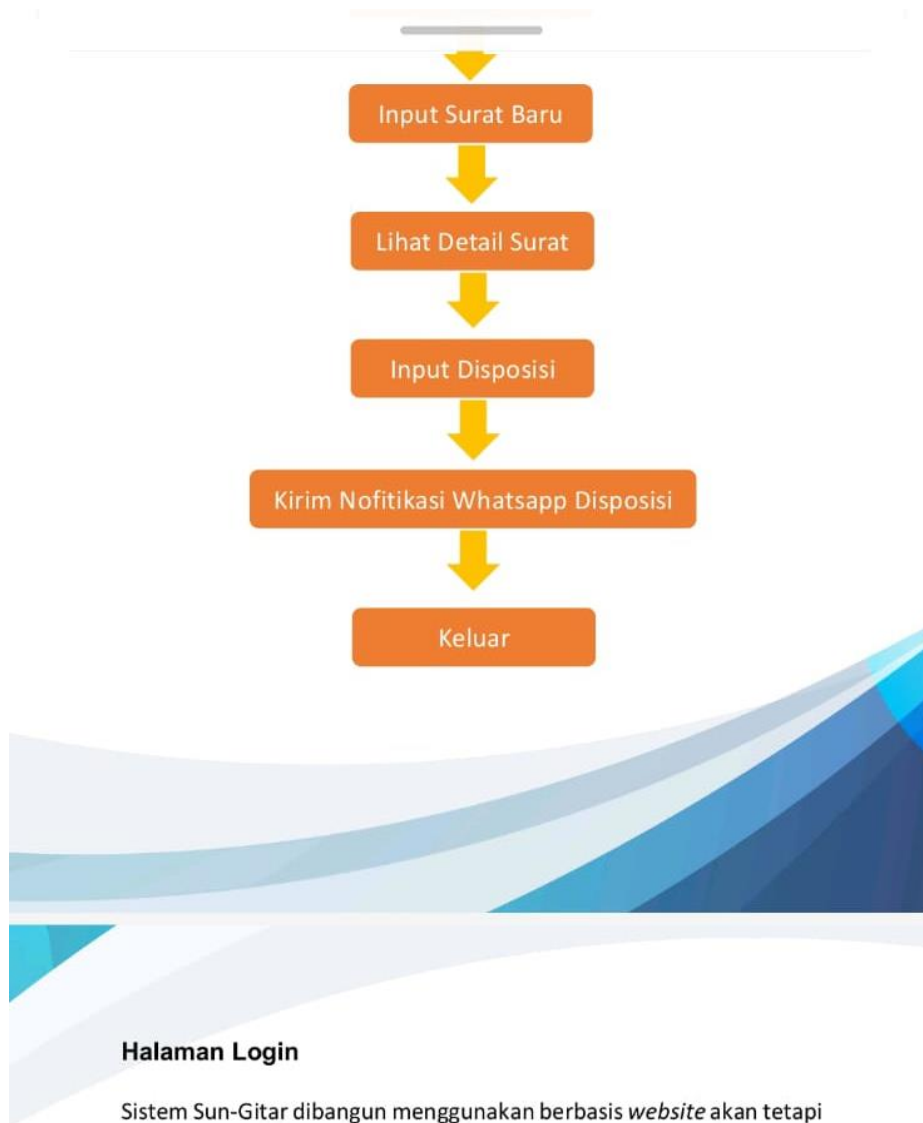 Input Surat Baru
Lihat Detail Surat
Input Disposisi
Kirim Nofitikasi Whatsapp Disposisi
Keluar
Halaman Login
Sistem Sun-Gitar dibangun menggunakan berbasis website akan tetapi